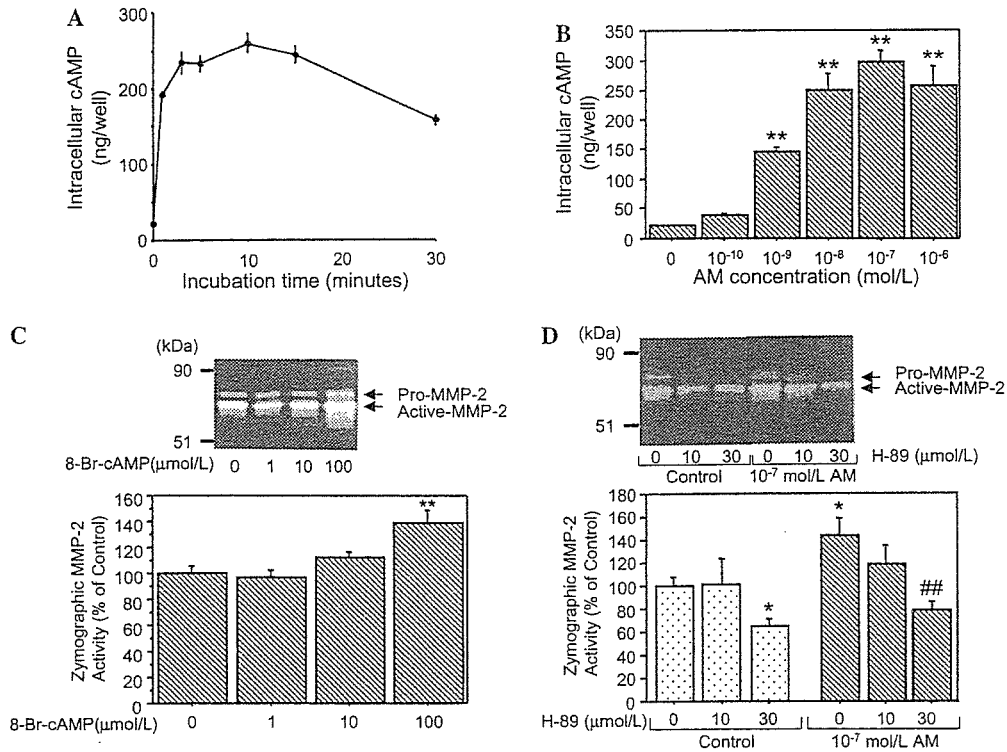 A
Intracellular cAMP
(ng/well)
300
200
100
0
0 10 20 30
Incubation time (minutes)
B
Intracellular cAMP
(ng/well)
350
300
250
200
150
100
50
0
** ** ** **
0 10-10 10-9 10-8 10-7 10-6
AM concentration (mol/L)
C
(kDa)
90
51
Pro-MMP-2
Active-MMP-2
8-Br-cAMP(μmol/L) 0 1 10 100
Zymographic MMP-2
Activity (% of Control)
160
140
120
100
80
60
40
20
0
**
8-Br-cAMP(μmol/L) 0 1 10 100
D
(kDa)
90
51
Pro-MMP-2
Active-MMP-2
0 10 30 0 10 30 H-89 (μmol/L)
Control 10-7 mol/L AM
Zymographic MMP-2
Activity (% of Control)
180
160
140
120
100
80
60
40
20
0
* * ##
H-89 (μmol/L) 0 10 30 0 10 30
Control 10-7 mol/L AM